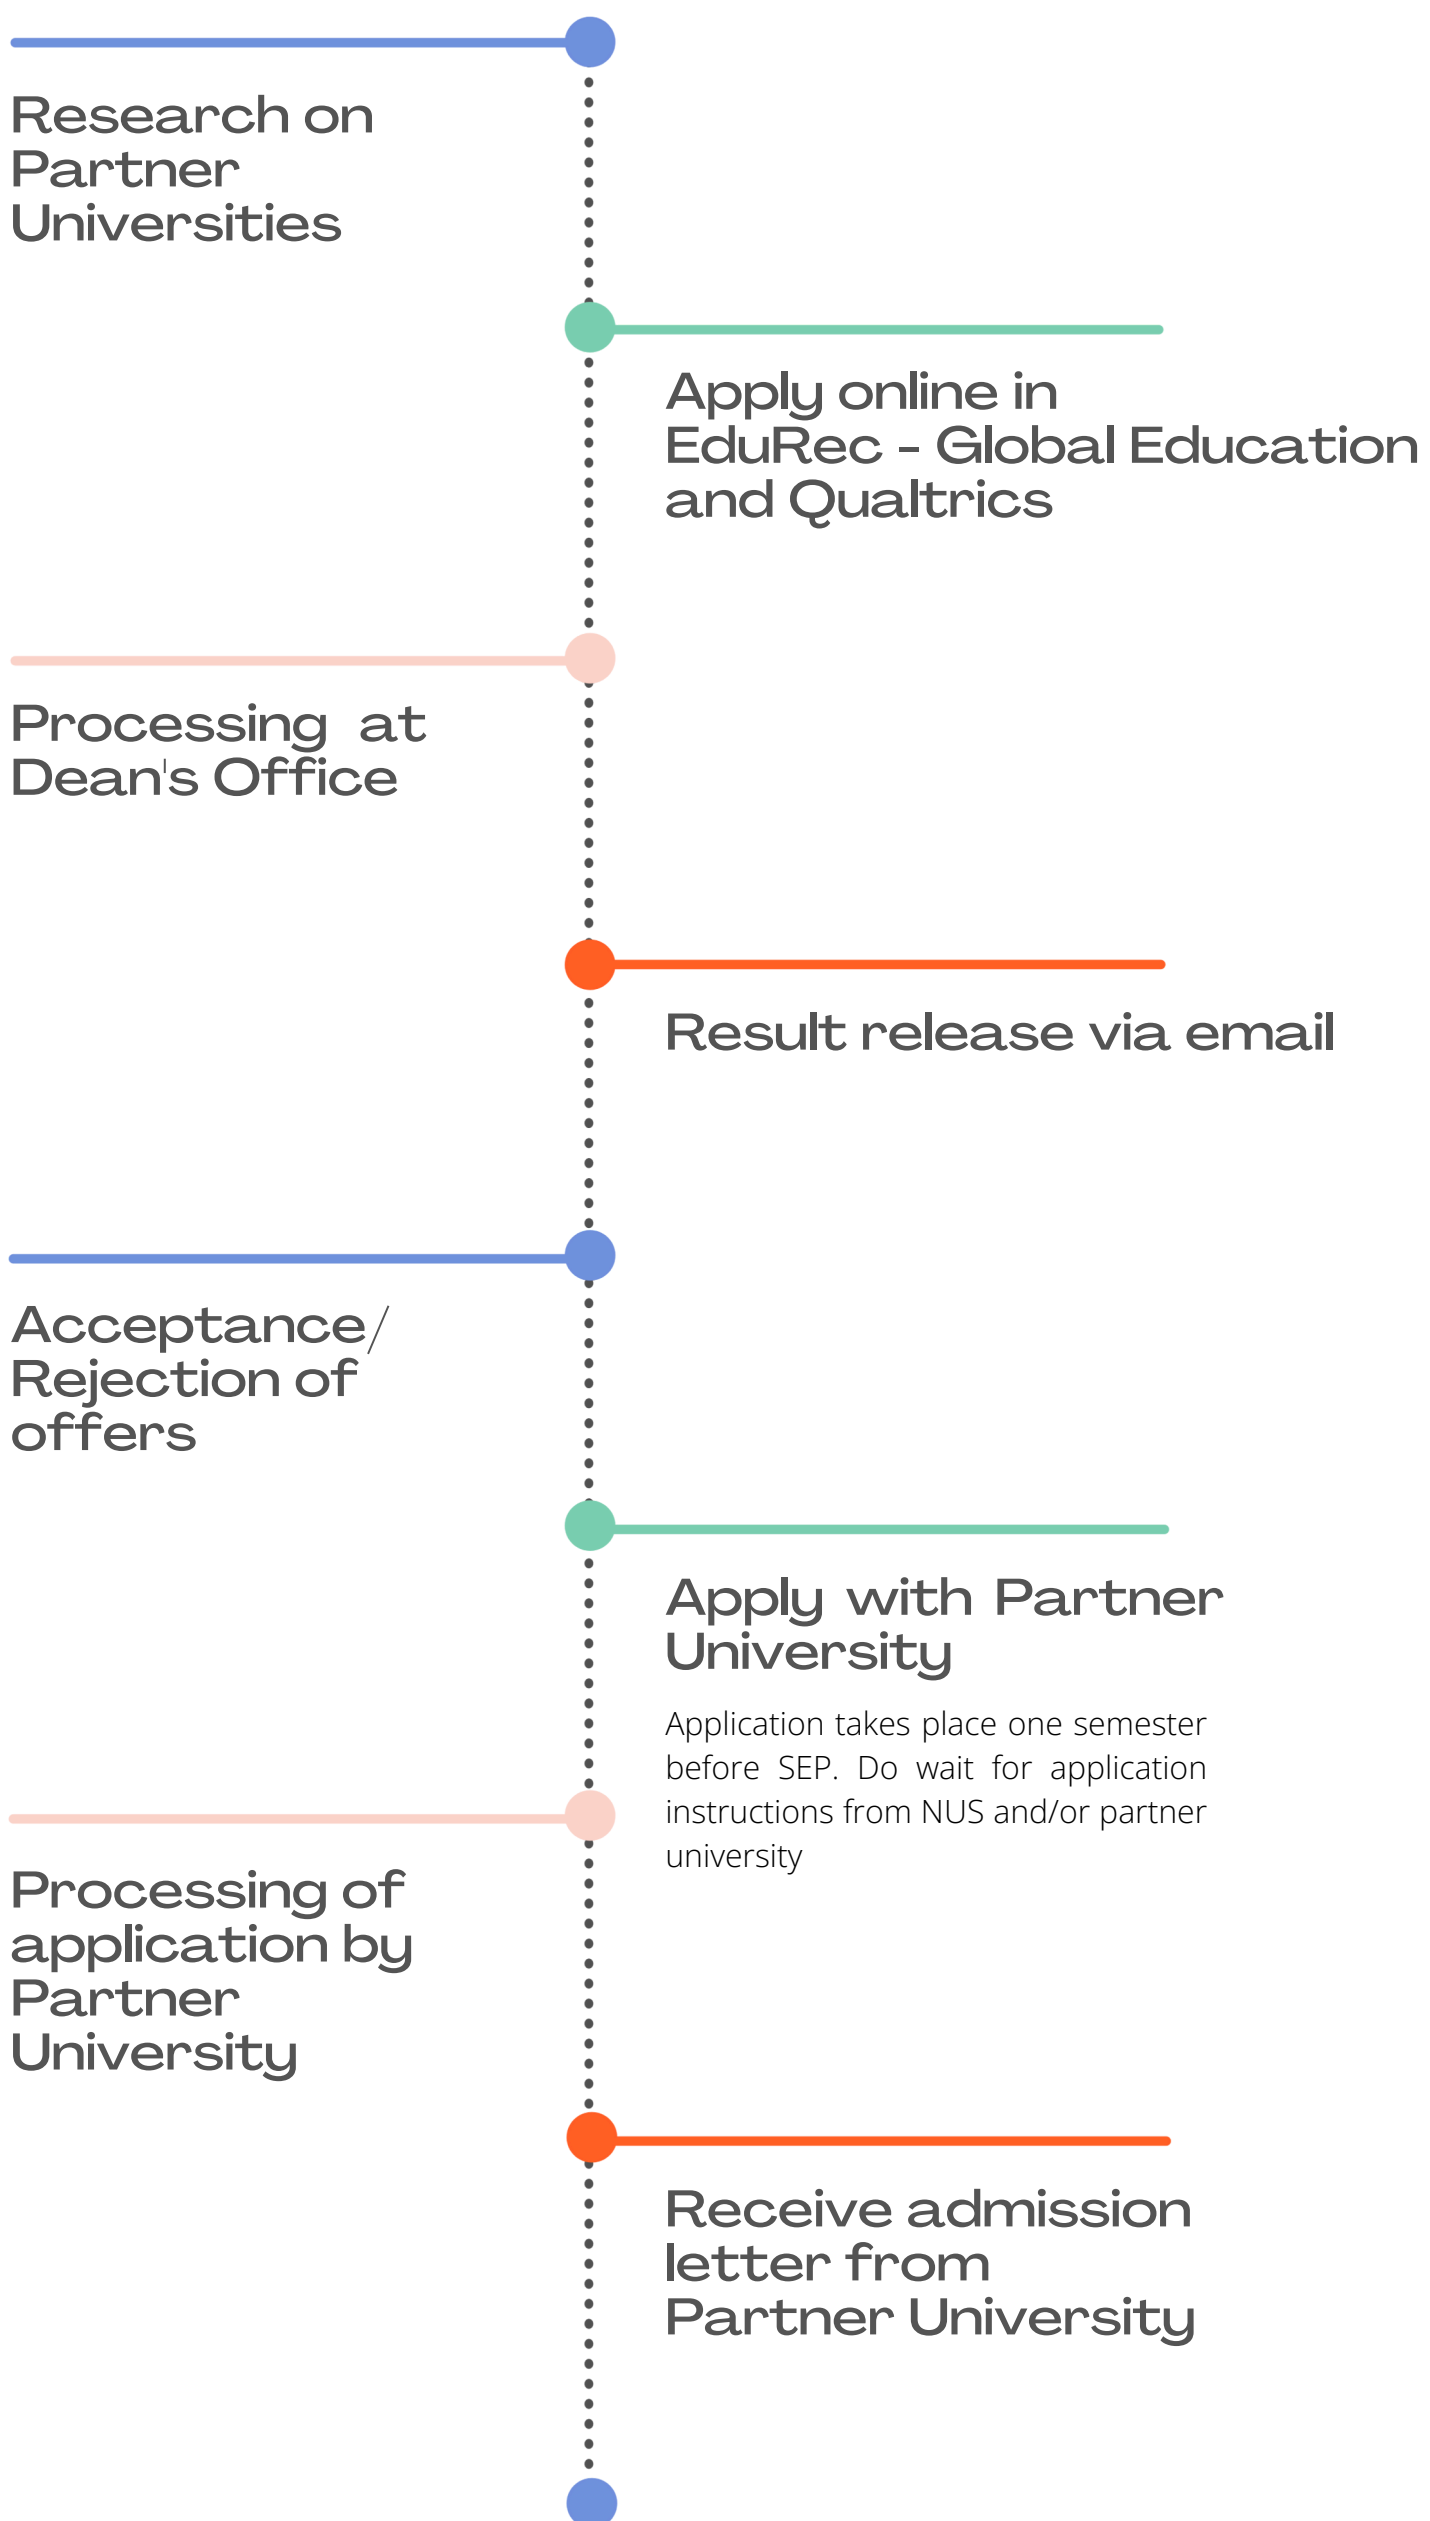 Research on
Partner
Universities
Apply online in
EduRec - Global Education
and Qualtrics
Processing at
Dean's Office
Result release via email
Acceptance/
Rejection of
offers
Apply with Partner
University
Application takes place one semester
before SEP. Do wait for application
instructions from NUS and/or partner
university
Processing of
application by
Partner
University
Receive admission
letter from
Partner University